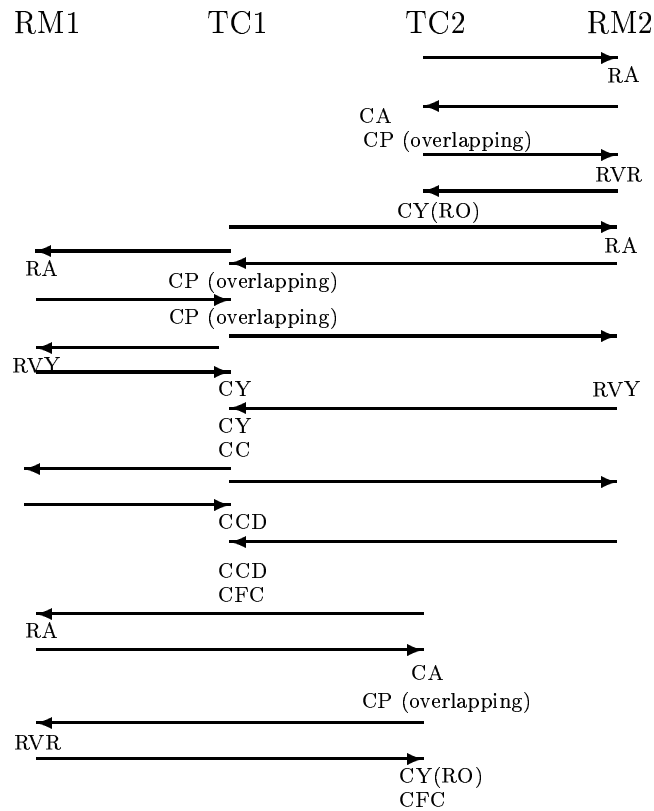 RM1 TC1 TC2 RM2
RA
CA
CP (overlapping)
RVR
CY(RO)
RA
RA
CP (overlapping)
CP (overlapping)
RVY
CY
RVY
CY
CC
CCD
CCD
CFC
RA
CA
CP (overlapping)
RVR
CY(RO)
CFC